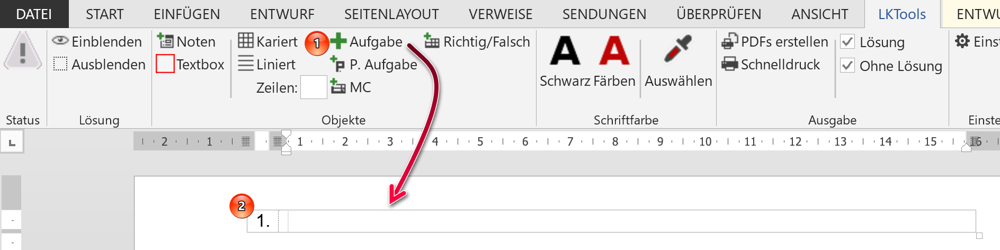 DATEI START EINFÜGEN ENTWURF SEITENLAYOUT VERWEISE SENDUNGEN ÜBERPRÜFEN ANSICHT LKTools ENTWU
Einblenden Noten Kariert 1 Aufgabe Richtig/Falsch PDFs erstellen Lösung Einst
Ausblenden Textbox Liniert P. Aufgabe Schnelldruck Ohne Lösung
Zeilen: MC Schwarz Färben Auswählen
Status Lösung Objekte Schriftfarbe Ausgabe Einste
2 1 1 2 3 4 5 6 7 8 9 10 11 12 13 14 15 16
2
1.